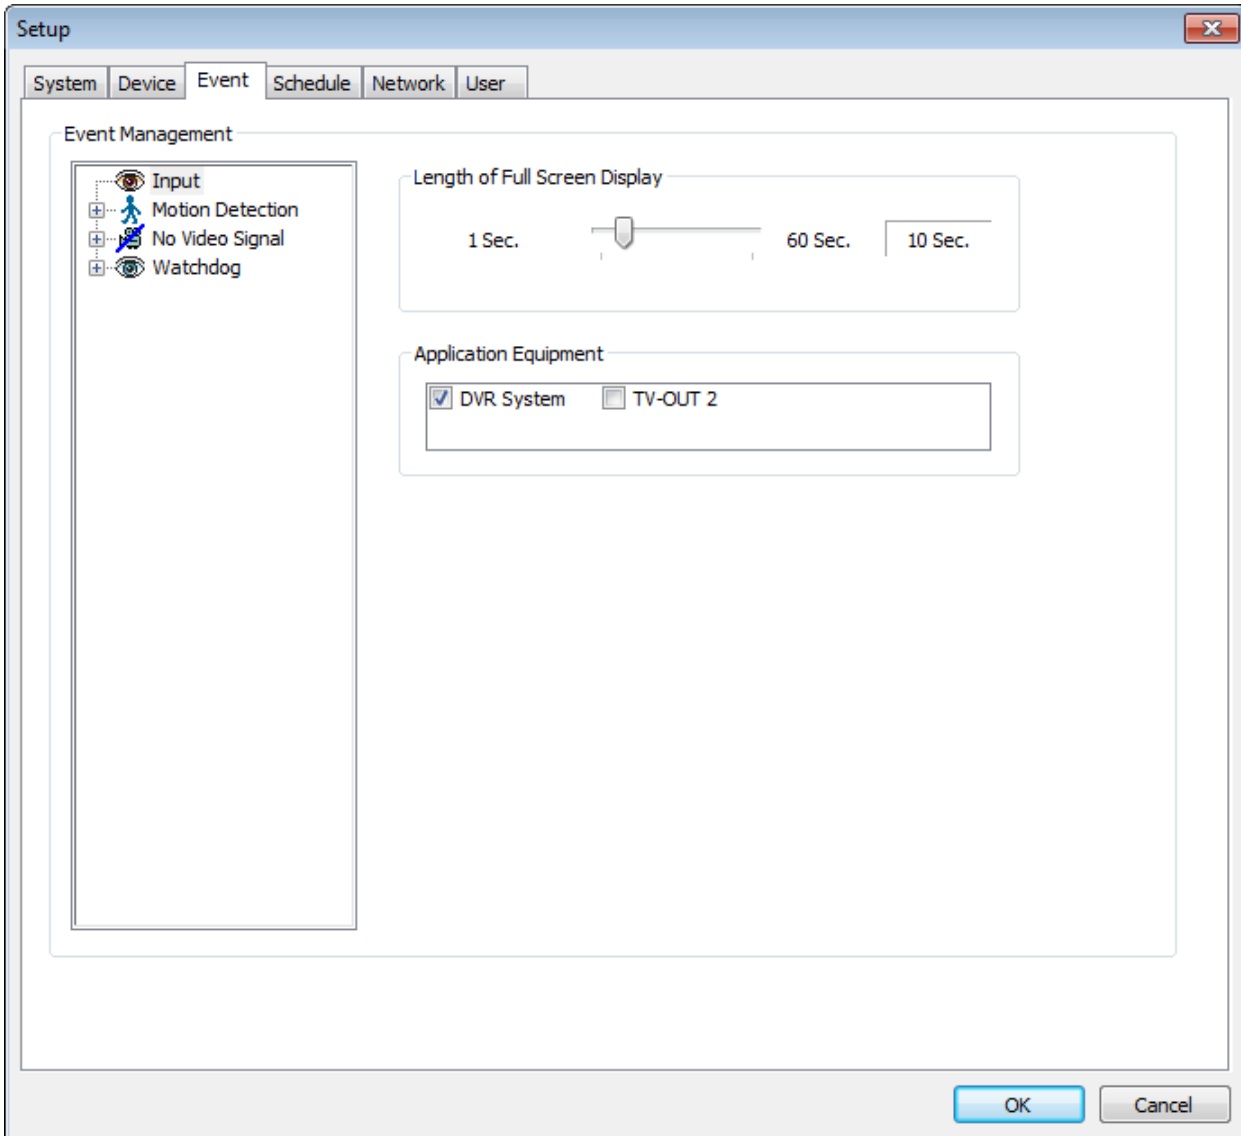 Setup
System Device Event Schedule Network User
Event Management
Input
Motion Detection
No Video Signal
Watchdog
Length of Full Screen Display
1 Sec. 60 Sec. 10 Sec.
Application Equipment
DVR System TV-OUT 2
OK Cancel